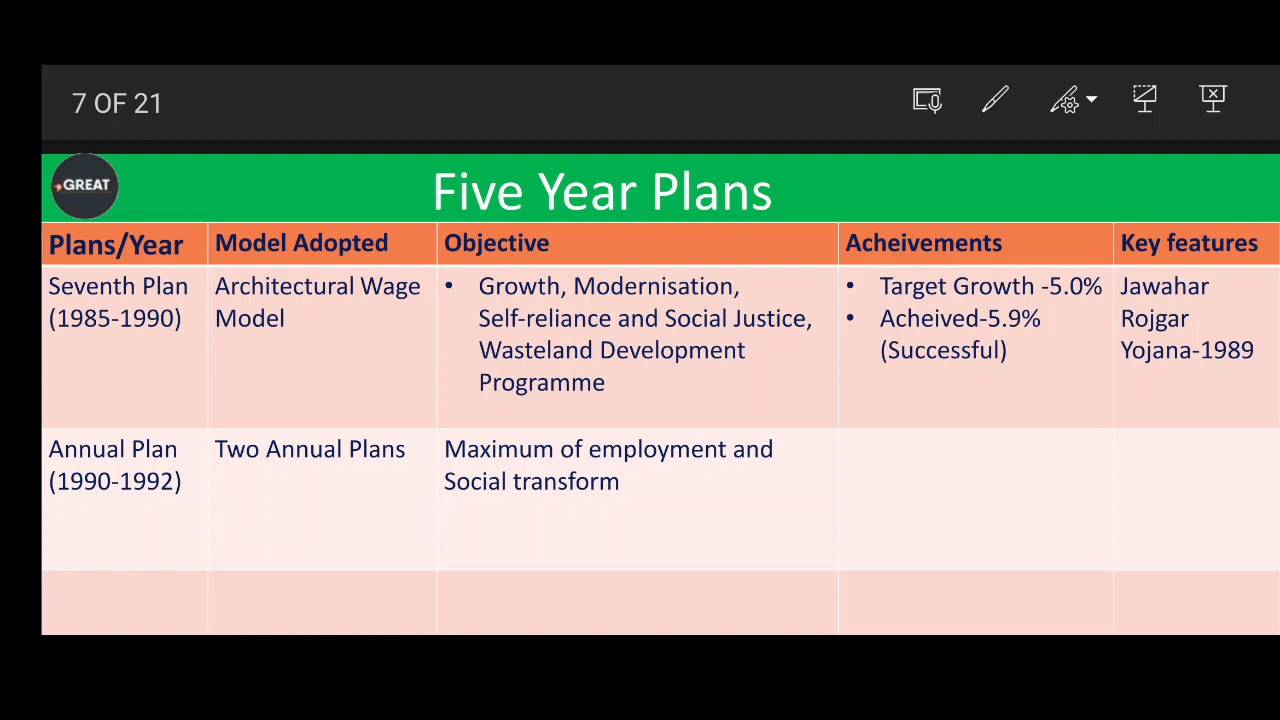 7 OF 21
GREAT
Five Year Plans
Plans/Year
Model Adopted
Objective
Acheivements
Key features
Seventh Plan
(1985-1990)
Architectural Wage
Model
• Growth, Modernisation,
Self-reliance and Social Justice,
Wasteland Development
Programme
• Target Growth -5.0%
• Acheived-5.9%
(Successful)
Jawahar
Rojgar
Yojana-1989
Annual Plan
(1990-1992)
Two Annual Plans
Maximum of employment and
Social transform